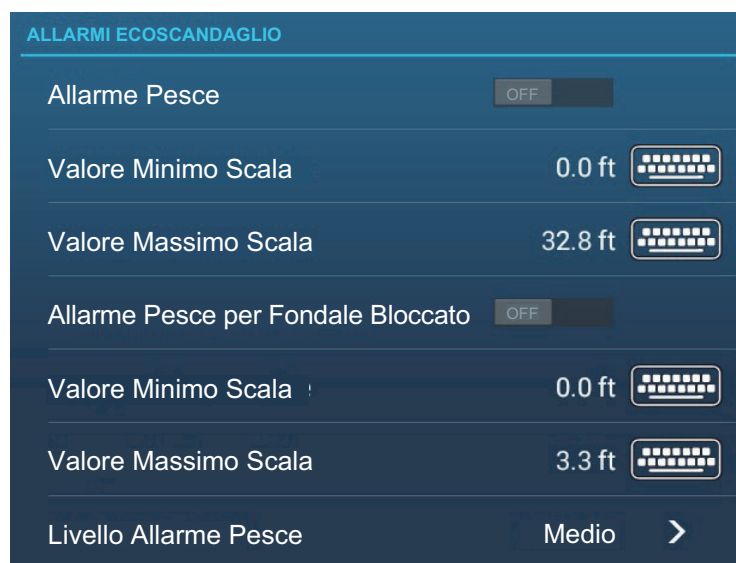 ALLARMI ECOSCANDAGLIO
Allarme Pesce OFF
Valore Minimo Scala 0.0 ft
Valore Massimo Scala 32.8 ft
Allarme Pesce per Fondale Bloccato OFF
Valore Minimo Scala 0.0 ft
Valore Massimo Scala 3.3 ft
Livello Allarme Pesce Medio